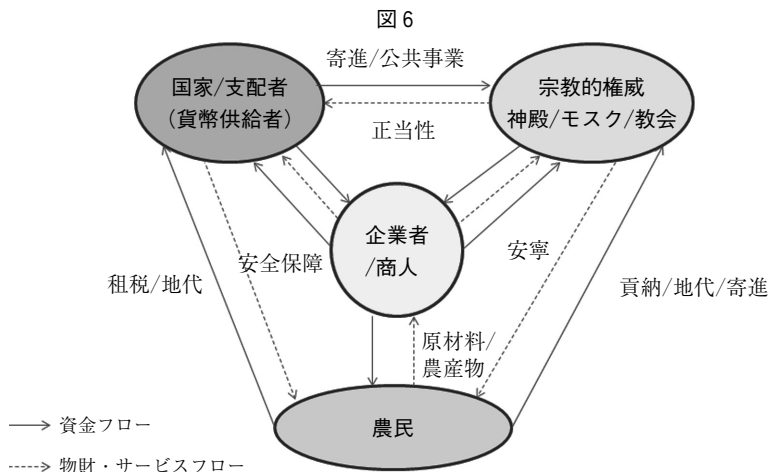 図6
寄進/公共事業
国家/支配者
（貨幣供給者）
宗教的権威
神殿/モスク/教会
正当性
企業者
/商人
安全保障
安寧
租税/地代
貢納/地代/寄進
原材料/
農産物
農民
資金フロー
物財・サービスフロー